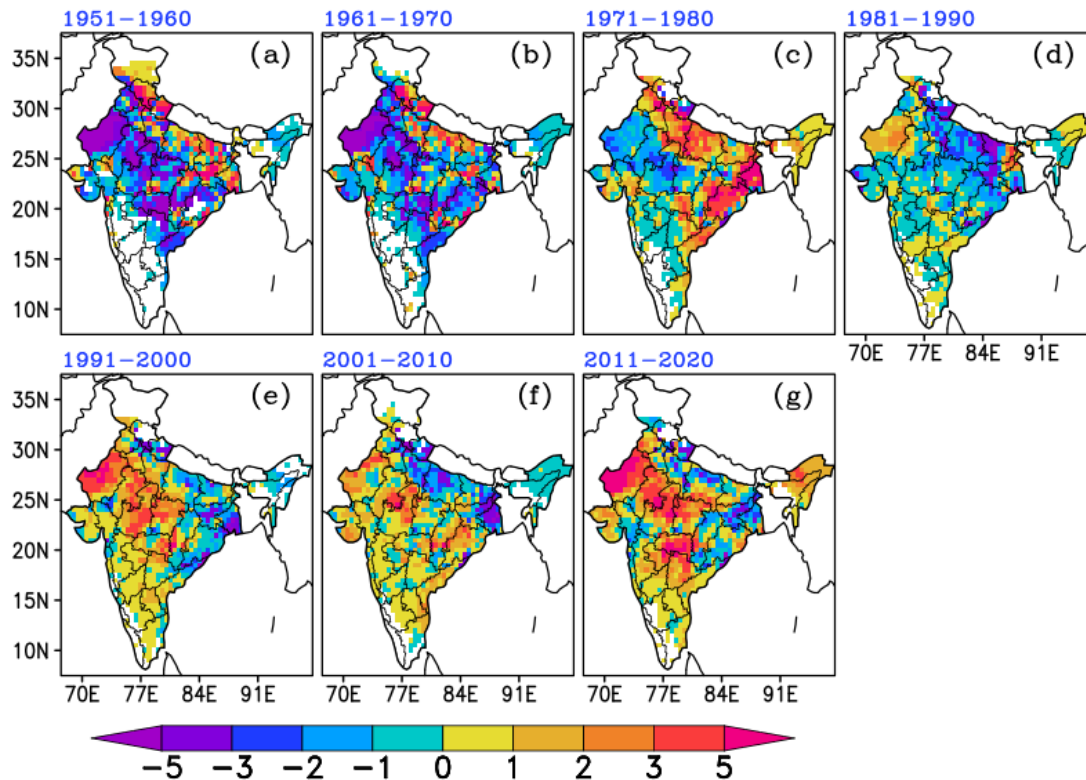 1951–1960 1961–1970 1971–1980 1981–1990
35N (a) (b) (c) (d)
30N
25N
20N
15N
10N
70E 77E 84E 91E
1991–2000 2001–2010 2011–2020
35N (e) (f) (g)
30N
25N
20N
15N
10N
70E 77E 84E 91E 70E 77E 84E 91E 70E 77E 84E 91E
−5 −3 −2 −1 0 1 2 3 5